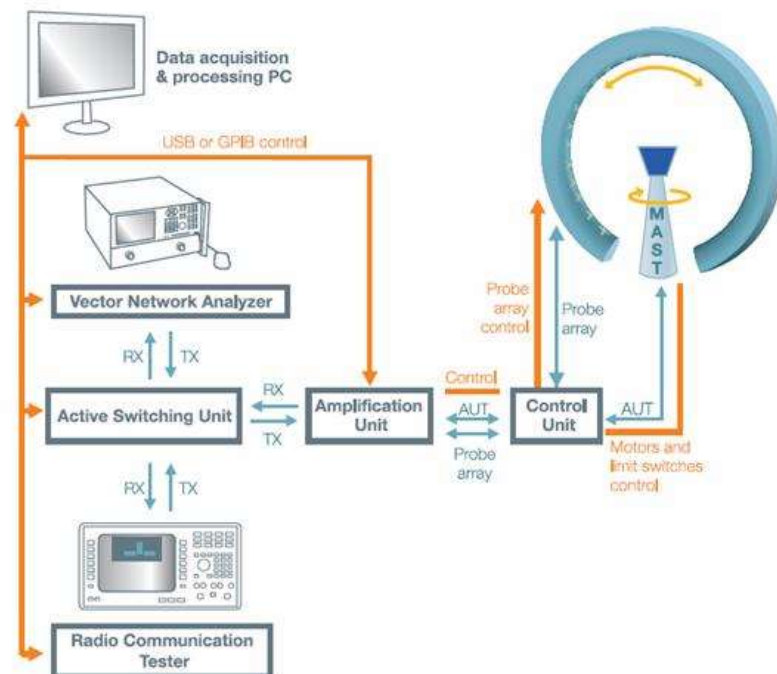 Data acquisition
& processing PC
USB or GPIB control
Vector Network Analyzer
RX
TX
Active Switching Unit
RX
TX
Amplification
Unit
Control
AUT
Probe
array
Control
Unit
Probe
array
control
Probe
array
MAST
AUT
Motors and
limit switches
control
RX
TX
Radio Communication
Tester